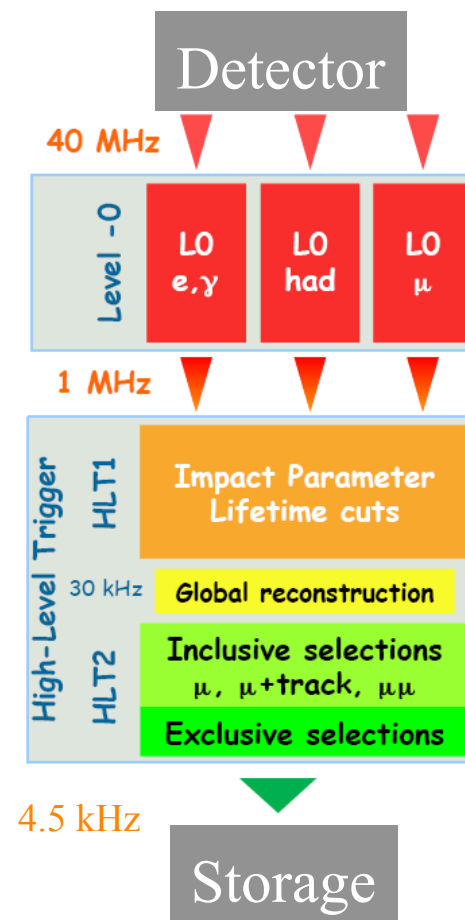 Detector
40 MHz
Level -0
L0
e,γ
L0
had
L0
μ
1 MHz
High-Level Trigger
HLT1
Impact Parameter
Lifetime cuts
30 kHz
Global reconstruction
HLT2
Inclusive selections
μ, μ+track, μμ
Exclusive selections
4.5 kHz
Storage